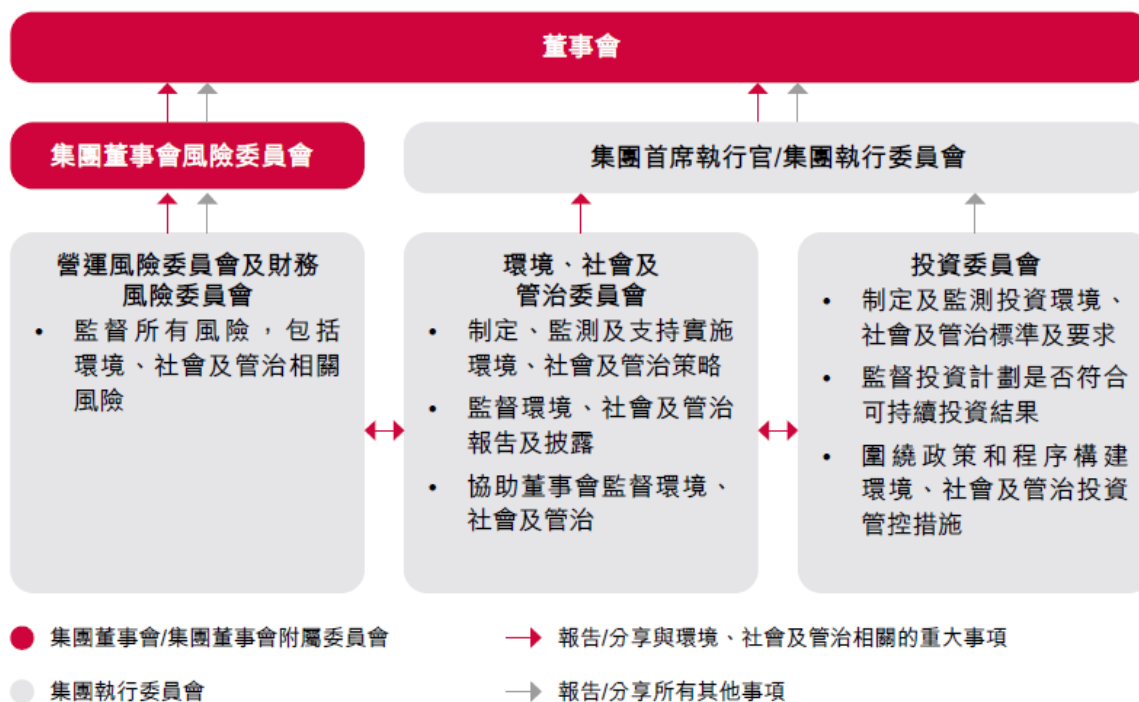 董事會
集團董事會風險委員會
集團首席執行官/集團執行委員會
營運風險委員會及財務
風險委員會
• 監督所有風險，包括
環境、社會及管治相關
風險
環境、社會及
管治委員會
• 制定、監測及支持實施
環境、社會及管治策略
• 監督環境、社會及管治
報告及披露
• 協助董事會監督環境、
社會及管治
投資委員會
• 制定及監測投資環境、
社會及管治標準及要求
• 監督投資計劃是否符合
可持續投資結果
• 圍繞政策和程序構建
環境、社會及管治投資
管控措施
集團董事會/集團董事會附屬委員會
報告/分享與環境、社會及管治相關的重大事項
集團執行委員會
報告/分享所有其他事項